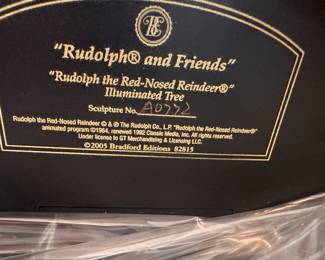 BE
"Rudolph® and Friends"
"Rudolph the Red-Nosed Reindeer®"
Illuminated Tree
Sculpture No. A0772
Rudolph the Red-Nosed Reindeer © & ® The Rudolph Co., L.P. "Rudolph the Red-Nosed Reindeer®"
animated program ©1964, renewed 1992 Classic Media, Inc. All rights reserved.
Under license to GT Merchandising & Licensing LLC.
©2005 Bradford Editions 82815